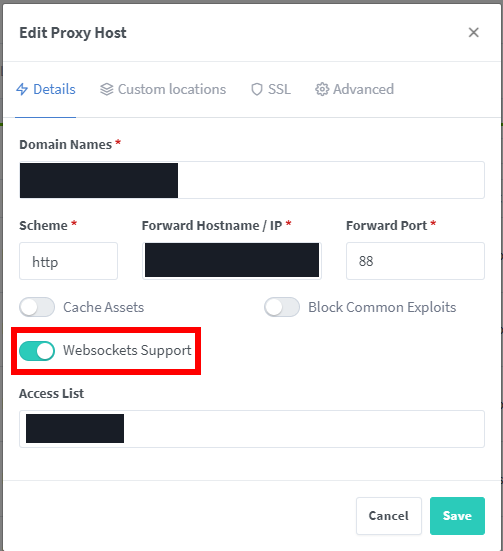 Edit Proxy Host
Details Custom locations SSL Advanced
Domain Names *
Scheme * Forward Hostname / IP * Forward Port *
http 88
Cache Assets Block Common Exploits
Websockets Support
Access List
Cancel Save